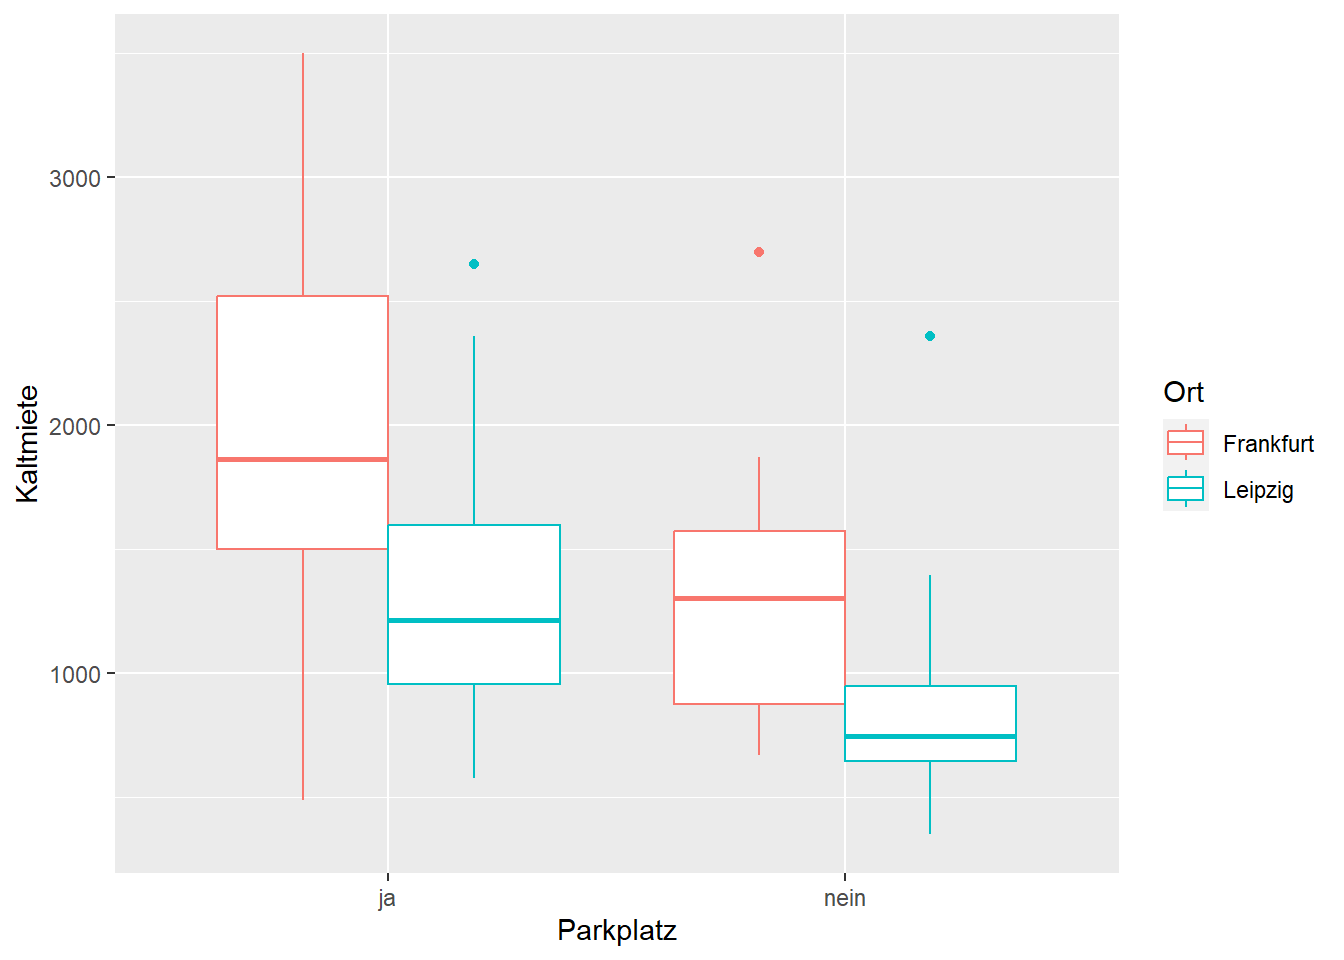 3000
2000
1000
Kaltmiete
ja
nein
Parkplatz
Ort
Frankfurt
Leipzig